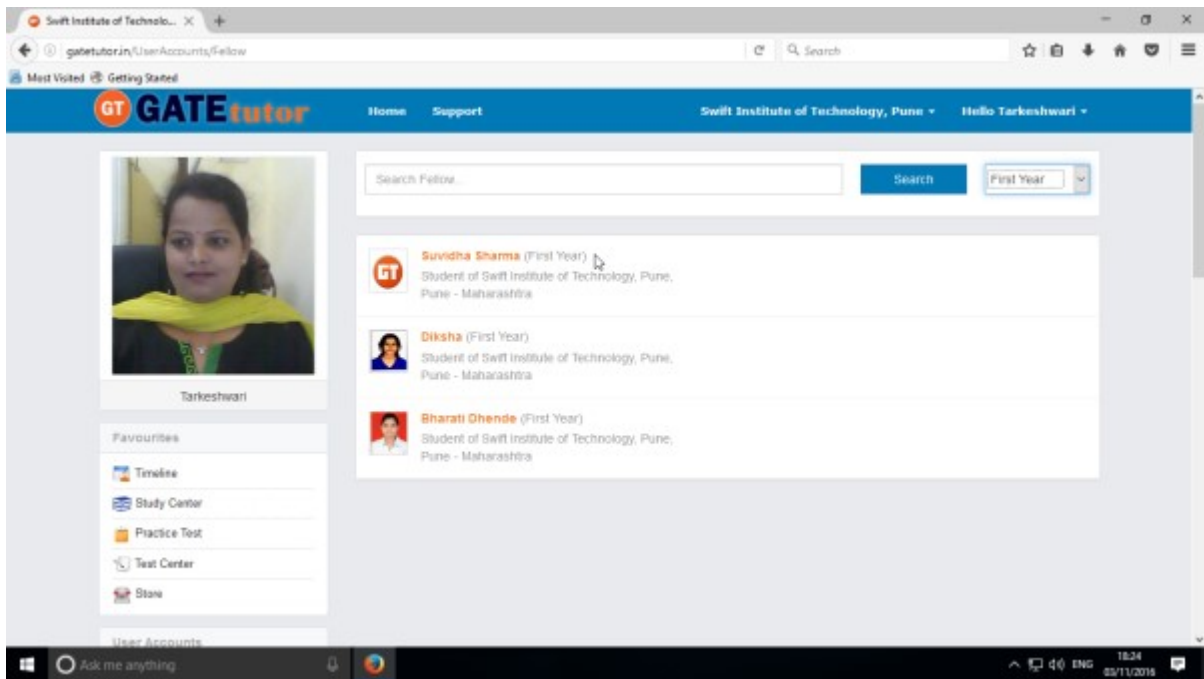 Swift Institute of Technolo...
gatetutor.in/UserAccounts/Fellow
Search
Most Visited
Getting Started
GT GATEtutor
Home
Support
Swift Institute of Technology, Pune
Hello Tarkeshwari
Search Fellow..
Search
First Year
Tarkeshwari
Favourites
Timeline
Study Center
Practice Test
Test Center
Store
User Accounts
GT
Suvidha Sharma (First Year)
Student of Swift Institute of Technology, Pune,
Pune - Maharashtra
Diksha (First Year)
Student of Swift Institute of Technology, Pune,
Pune - Maharashtra
Bharati Dhende (First Year)
Student of Swift Institute of Technology, Pune,
Pune - Maharashtra
Ask me anything
ENG
18:24
03/11/2016